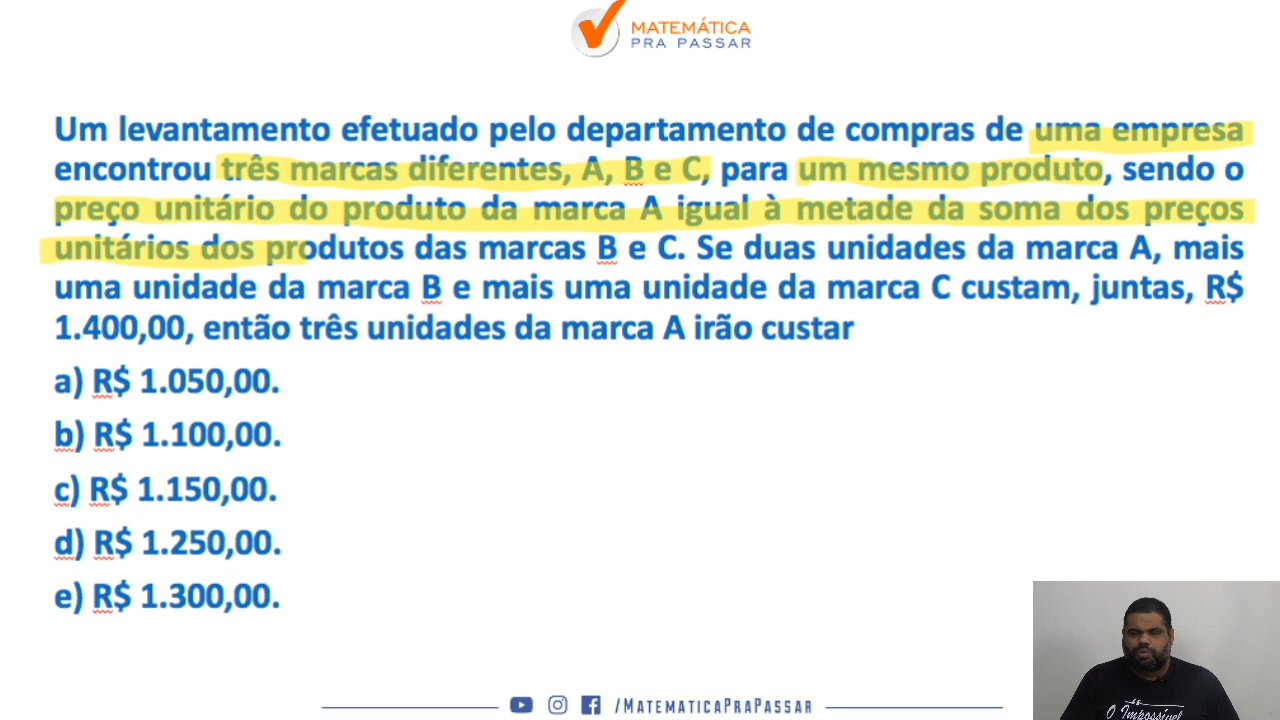 MATEMÁTICA
PRA PASSAR
Um levantamento efetuado pelo departamento de compras de uma empresa
encontrou três marcas diferentes, A, B e C, para um mesmo produto, sendo o
preço unitário do produto da marca A igual à metade da soma dos preços
unitários dos produtos das marcas B e C. Se duas unidades da marca A, mais
uma unidade da marca B e mais uma unidade da marca C custam, juntas, R$
1.400,00, então três unidades da marca A irão custar
a) R$ 1.050,00.
b) R$ 1.100,00.
c) R$ 1.150,00.
d) R$ 1.250,00.
e) R$ 1.300,00.
O Impossível
/MATEMATICAPRAPASSAR